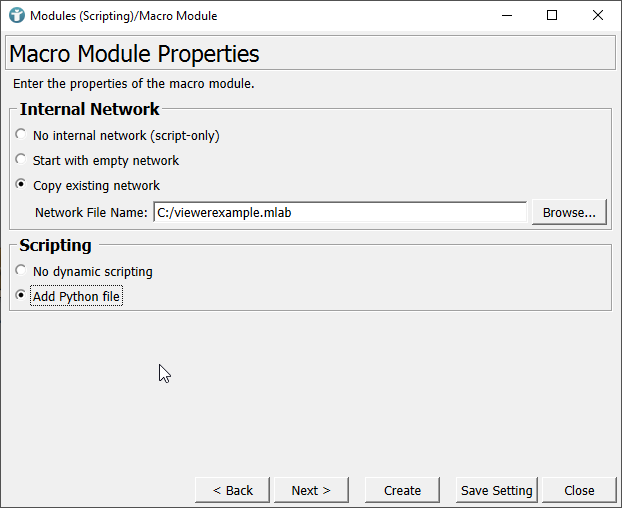 Modules (Scripting)/Macro Module
Macro Module Properties
Enter the properties of the macro module.
Internal Network
No internal network (script-only)
Start with empty network
Copy existing network
Network File Name: C:/viewerexample.mlab Browse...
Scripting
No dynamic scripting
Add Python file
< Back Next > Create Save Setting Close